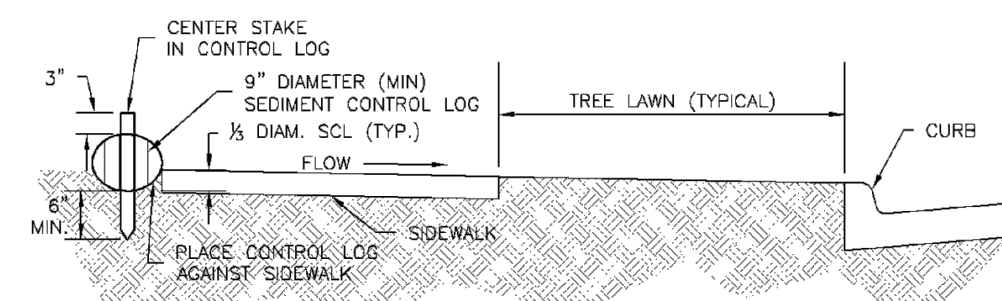 CENTER STAKE
IN CONTROL LOG
3"
9" DIAMETER (MIN)
SEDIMENT CONTROL LOG
⅓ DIAM. SCL (TYP.)
FLOW
TREE LAWN (TYPICAL)
CURB
6"
MIN.
SIDEWALK
PLACE CONTROL LOG
AGAINST SIDEWALK